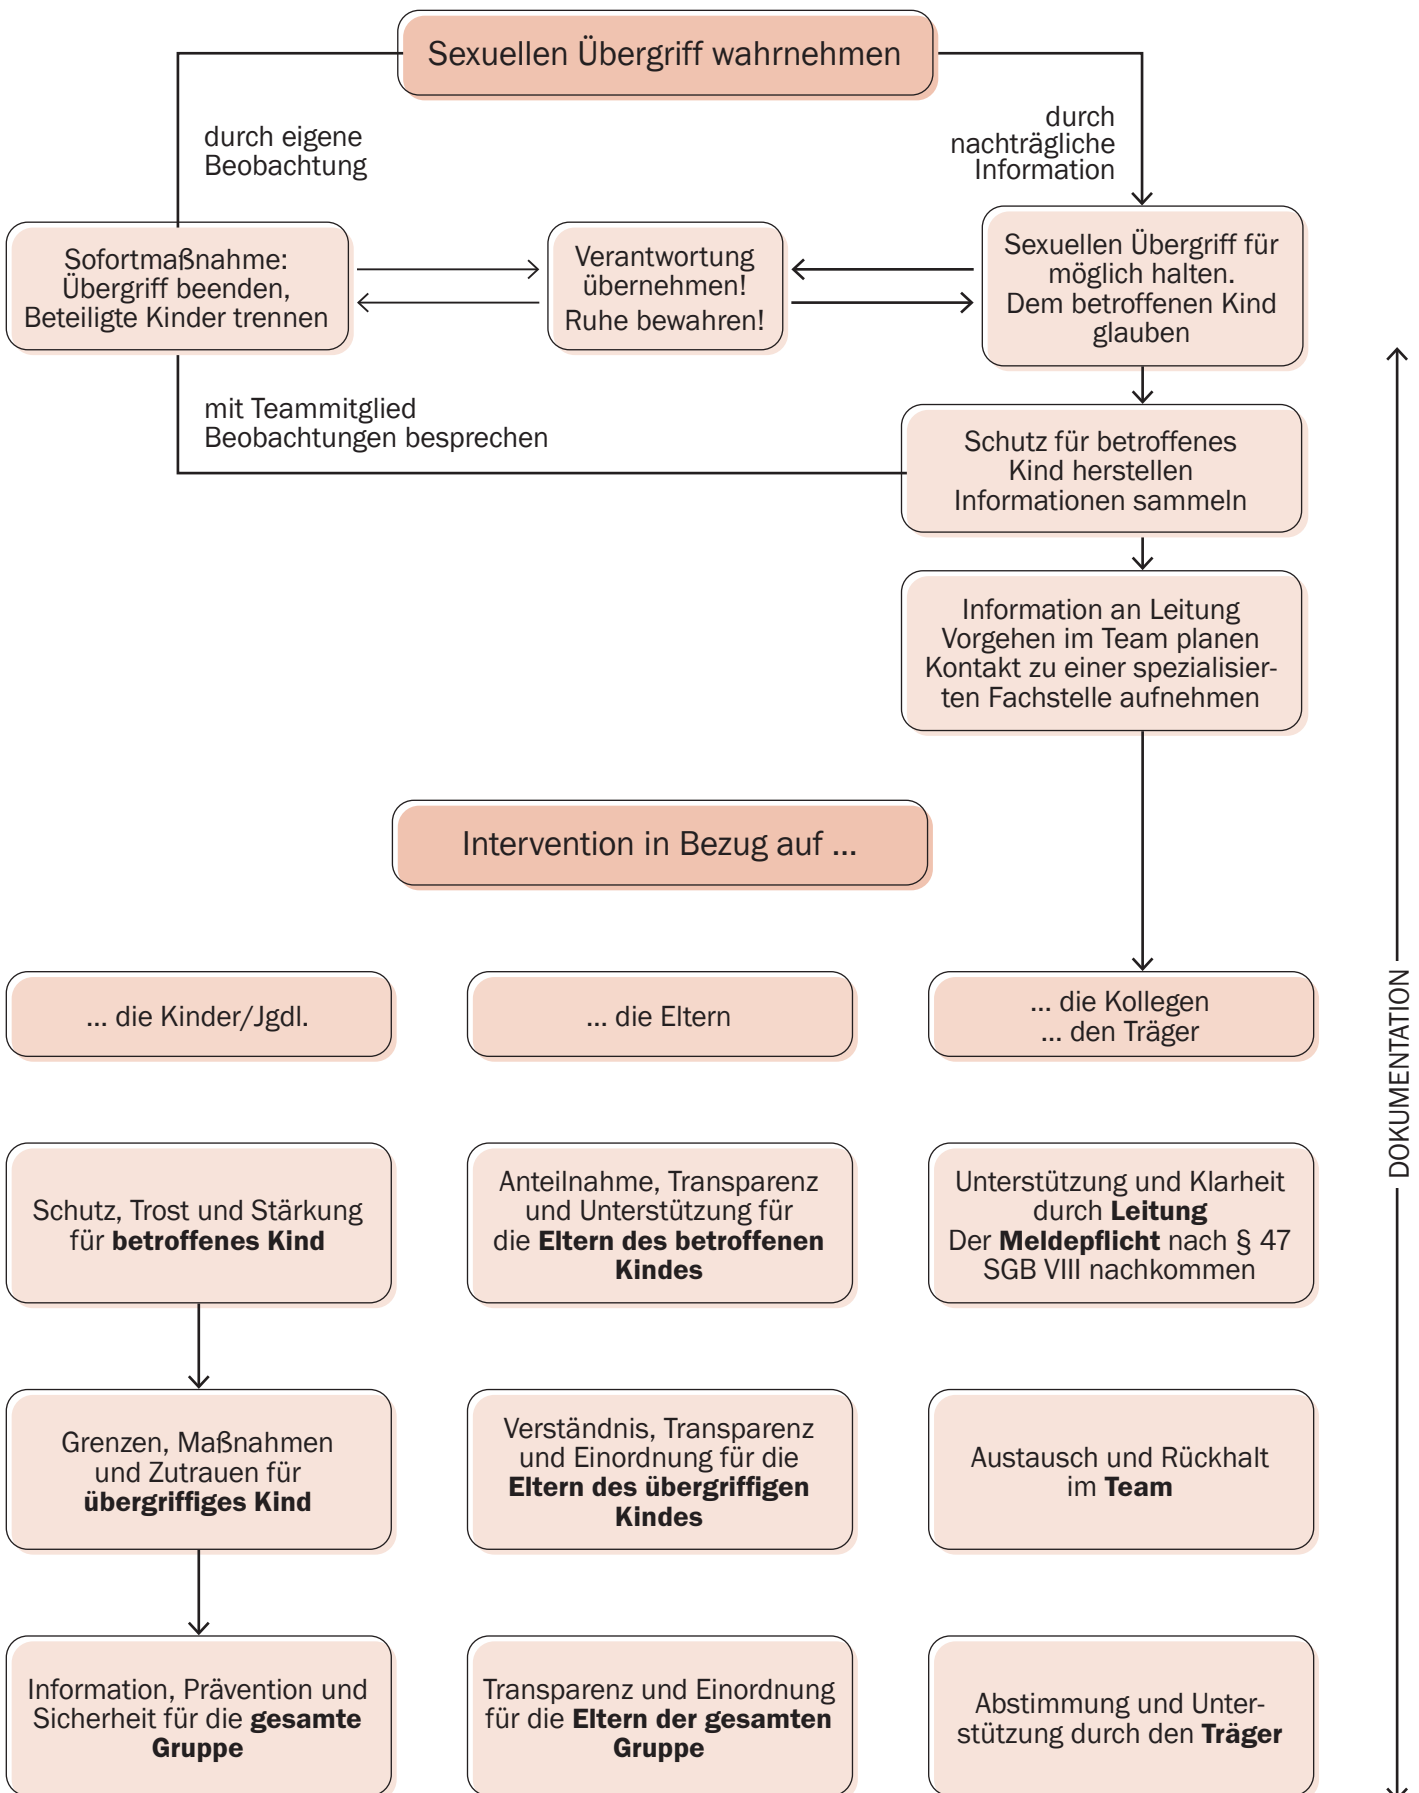 Sexuellen Übergriff wahrnehmen
durch eigene
Beobachtung
durch
nachträgliche
Information
Sofortmaßnahme:
Übergriff beenden,
Beteiligte Kinder trennen
Verantwortung
übernehmen!
Ruhe bewahren!
Sexuellen Übergriff für
möglich halten.
Dem betroffenen Kind
glauben
mit Teammitglied
Beobachtungen besprechen
Schutz für betroffenes
Kind herstellen
Informationen sammeln
Information an Leitung
Vorgehen im Team planen
Kontakt zu einer spezialisier-
ten Fachstelle aufnehmen
Intervention in Bezug auf ...
... die Kinder/Jgdl.
... die Eltern
... die Kollegen
... den Träger
Schutz, Trost und Stärkung
für betroffenes Kind
Anteilnahme, Transparenz
und Unterstützung für
die Eltern des betroffenen
Kindes
Unterstützung und Klarheit
durch Leitung
Der Meldepflicht nach § 47
SGB VIII nachkommen
Grenzen, Maßnahmen
und Zutrauen für
übergriffiges Kind
Verständnis, Transparenz
und Einordnung für die
Eltern des übergriffigen
Kindes
Austausch und Rückhalt
im Team
Information, Prävention und
Sicherheit für die gesamte
Gruppe
Transparenz und Einordnung
für die Eltern der gesamten
Gruppe
Abstimmung und Unter-
stützung durch den Träger
DOKUMENTATION